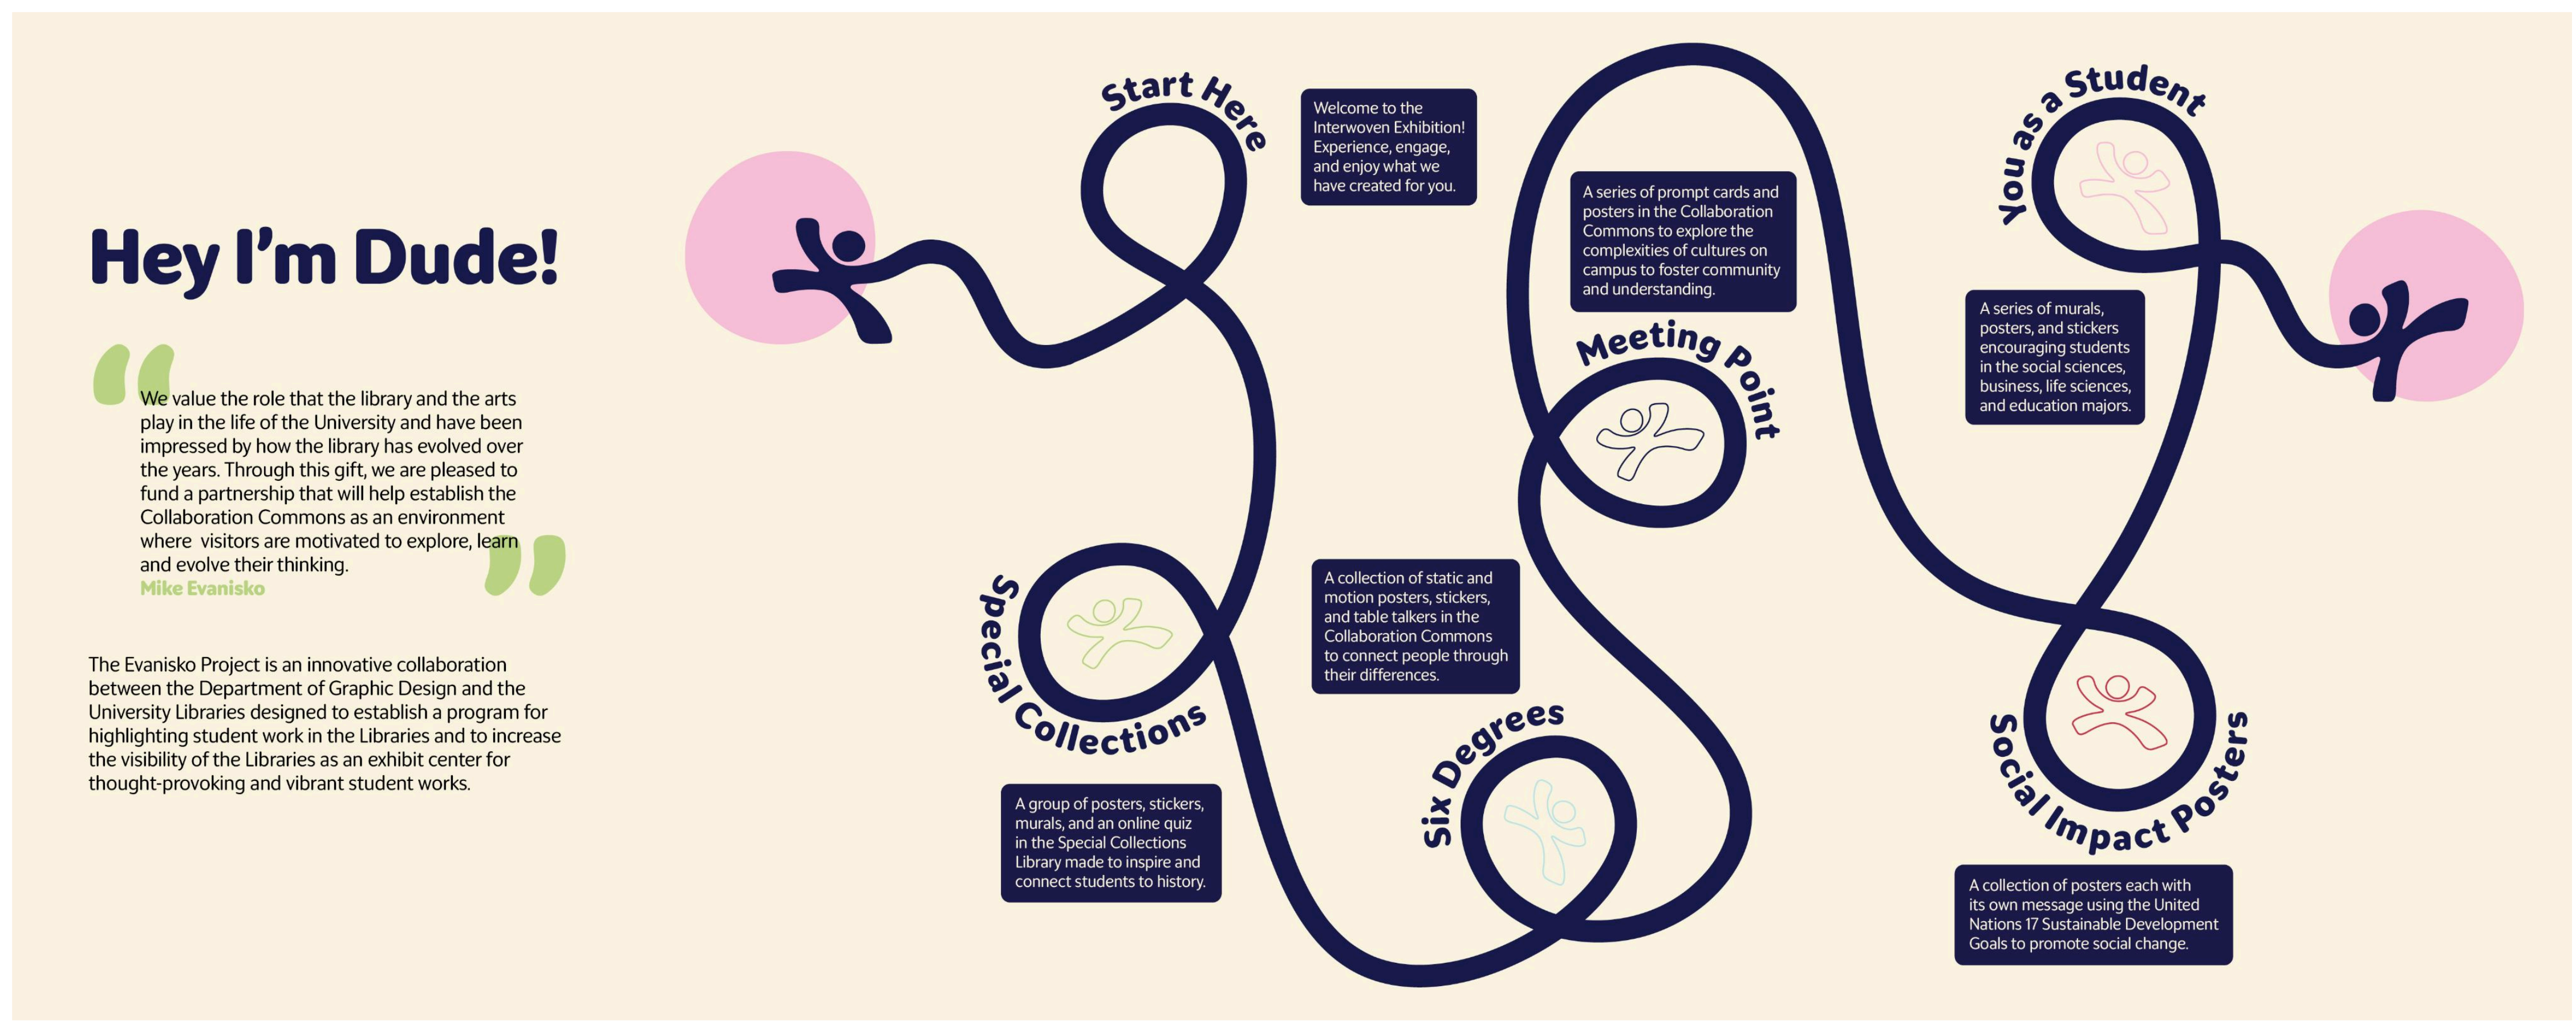 Hey I'm Dude!
“
We value the role that the library and the arts
play in the life of the University and have been
impressed by how the library has evolved over
the years. Through this gift, we are pleased to
fund a partnership that will help establish the
Collaboration Commons as an environment
where  visitors are motivated to explore, learn
and evolve their thinking.
”
Mike Evanisko
The Evanisko Project is an innovative collaboration
between the Department of Graphic Design and the
University Libraries designed to establish a program for
highlighting student work in the Libraries and to increase
the visibility of the Libraries as an exhibit center for
thought-provoking and vibrant student works.
Start Here
Welcome to the
Interwoven Exhibition!
Experience, engage,
and enjoy what we
have created for you.
Special Collections
A group of posters, stickers,
murals, and an online quiz
in the Special Collections
Library made to inspire and
connect students to history.
Six Degrees
A collection of static and
motion posters, stickers,
and table talkers in the
Collaboration Commons
to connect people through
their differences.
Meeting Point
A series of prompt cards and
posters in the Collaboration
Commons to explore the
complexities of cultures on
campus to foster community
and understanding.
Social Impact Posters
A collection of posters each with
its own message using the United
Nations 17 Sustainable Development
Goals to promote social change.
You as a Student
A series of murals,
posters, and stickers
encouraging students
in the social sciences,
business, life sciences,
and education majors.